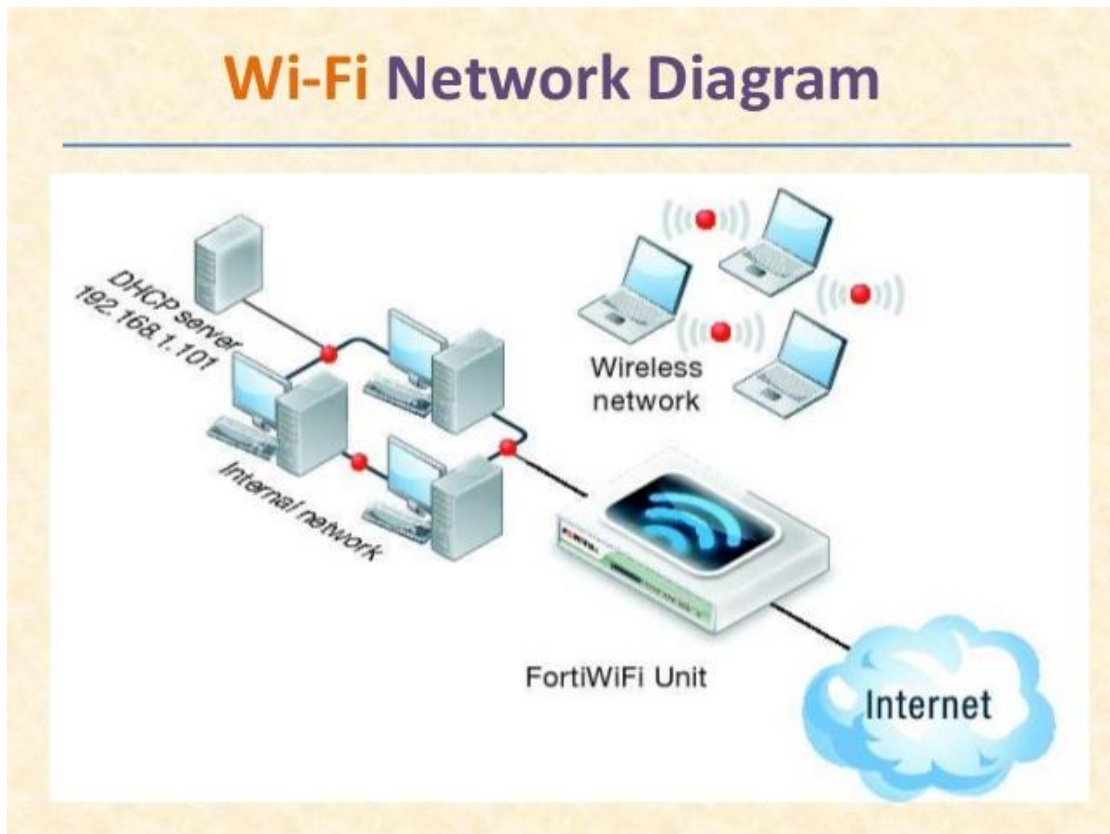 Wi-Fi Network Diagram
DHCP server
192.168.1.101
Internal network
Wireless
network
FortiWiFi Unit
Internet